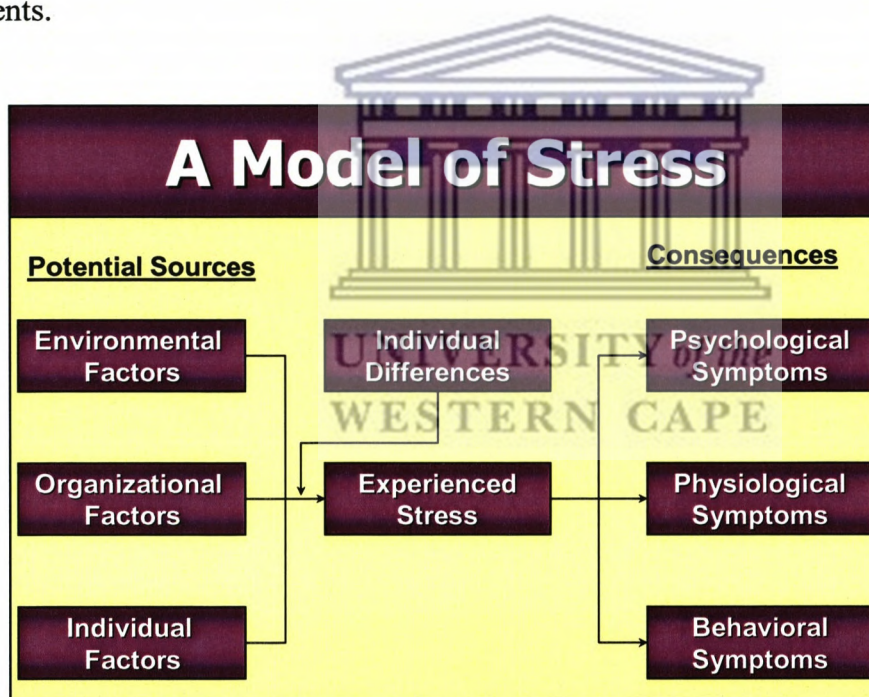 ents.
A Model of Stress
Potential Sources
Consequences
Environmental
Factors
Individual
Differences
Psychological
Symptoms
UNIVERSITY of the
WESTERN CAPE
Organizational
Factors
Experienced
Stress
Physiological
Symptoms
Individual
Factors
Behavioral
Symptoms